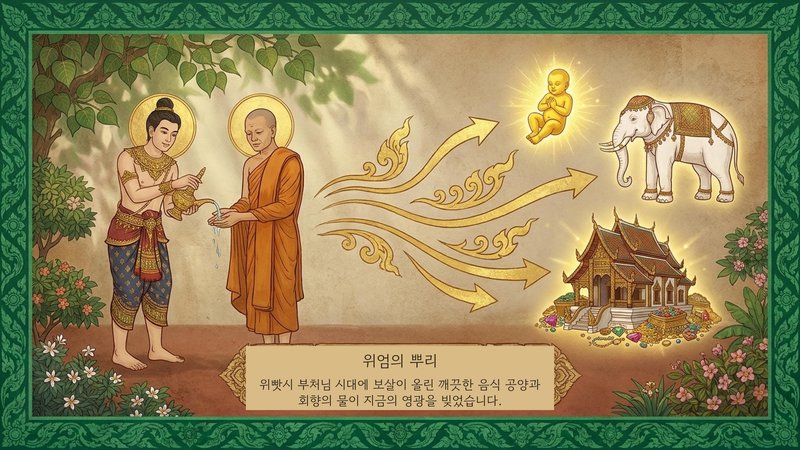 위엄의 뿌리
위빳시 부처님 시대에 보살이 올린 깨끗한 음식 공양과
회향의 물이 지금의 영광을 빚었습니다.